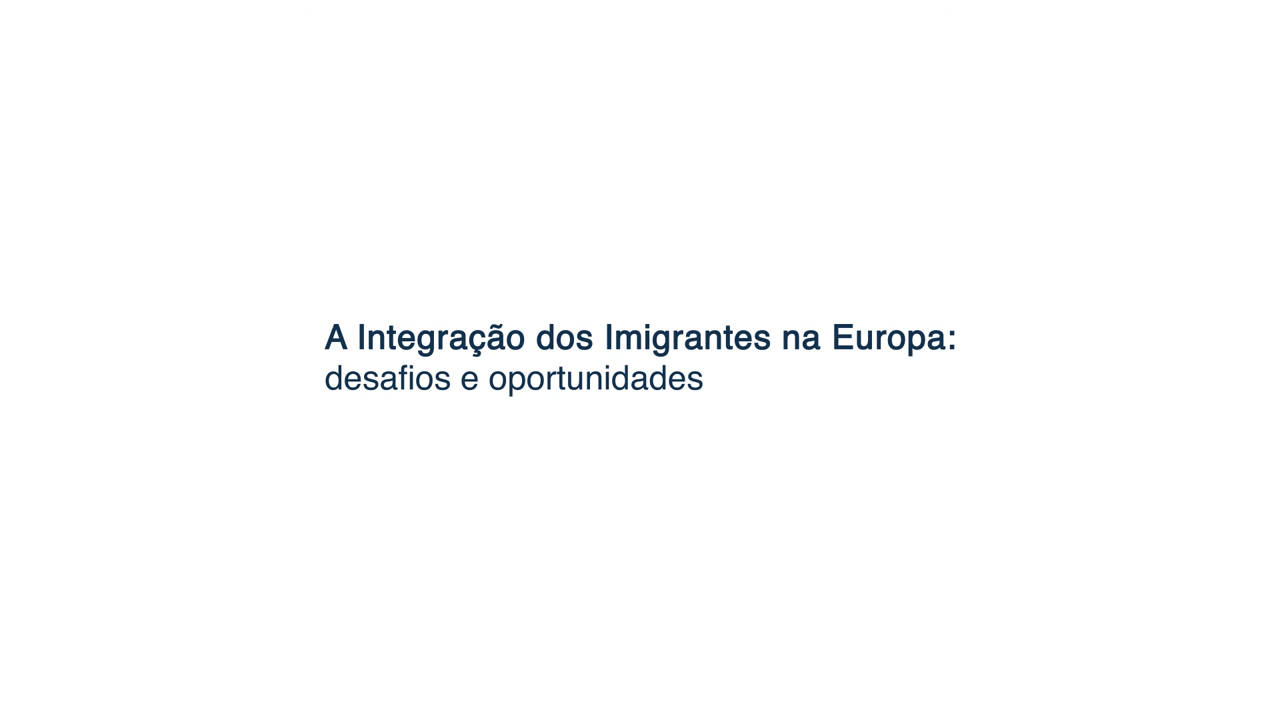 A Integração dos Imigrantes na Europa:
desafios e oportunidades